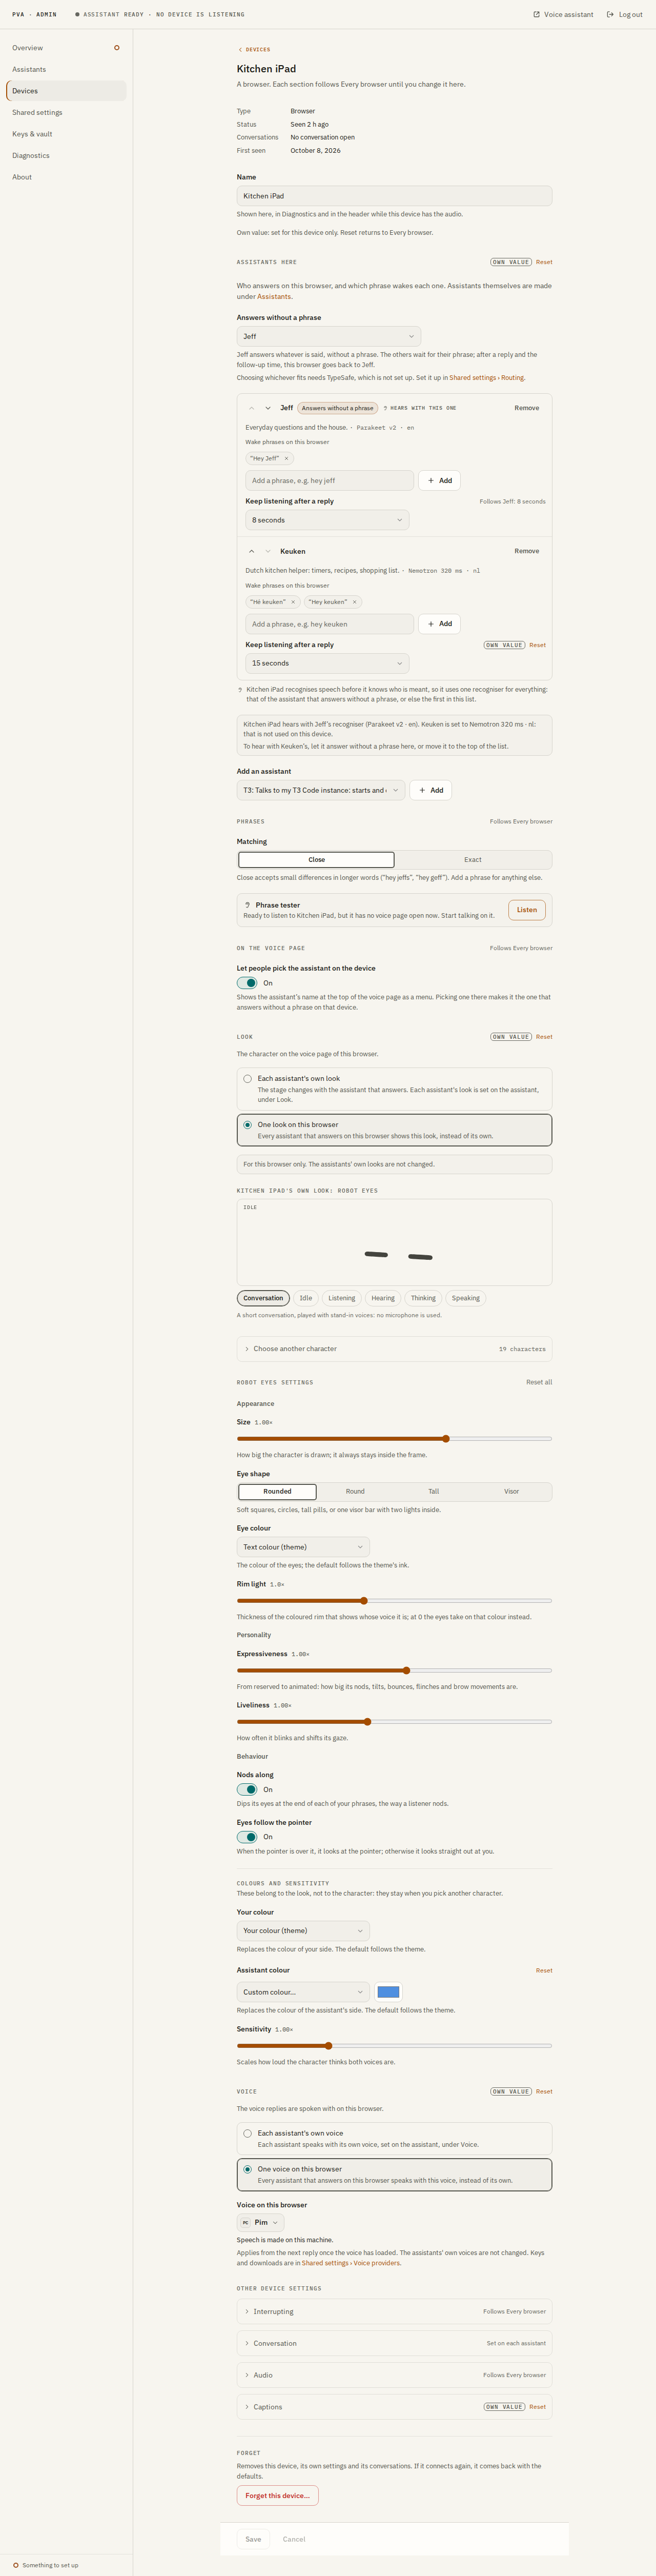 PVA · ADMIN
ASSISTANT READY · NO DEVICE IS LISTENING
Voice assistant
Log out
Overview
Assistants
Devices
Shared settings
Keys & vault
Diagnostics
About
DEVICES
Kitchen iPad
A browser. Each section follows Every browser until you change it here.
Type Browser
Status Seen 2 h ago
Conversations No conversation open
First seen October 8, 2026
Name
Kitchen iPad
Shown here, in Diagnostics and in the header while this device has the audio.
Own value: set for this device only. Reset returns to Every browser.
ASSISTANTS HERE OWN VALUE Reset
Who answers on this browser, and which phrase wakes each one. Assistants themselves are made
under Assistants.
Answers without a phrase
Jeff
Jeff answers whatever is said, without a phrase. The others wait for their phrase; after a reply and the
follow-up time, this browser goes back to Jeff.
Choosing whichever fits needs TypeSafe, which is not set up. Set it up in Shared settings › Routing.
Jeff Answers without a phrase HEARS WITH THIS ONE Remove
Everyday questions and the house. · Parakeet v2 · en
Wake phrases on this browser
“Hey Jeff” ×
Add a phrase, e.g. hey jeff
Add
Keep listening after a reply Follows Jeff: 8 seconds
8 seconds
Keuken Remove
Dutch kitchen helper: timers, recipes, shopping list. · Nemotron 320 ms · nl
Wake phrases on this browser
“Hé keuken” × “Hey keuken” ×
Add a phrase, e.g. hey keuken
Add
Keep listening after a reply OWN VALUE Reset
15 seconds
Kitchen iPad recognises speech before it knows who is meant, so it uses one recogniser for everything:
that of the assistant that answers without a phrase, or else the first in this list.
Kitchen iPad hears with Jeff’s recogniser (Parakeet v2 · en). Keuken is set to Nemotron 320 ms · nl:
that is not used on this device.
To hear with Keuken’s, let it answer without a phrase here, or move it to the top of the list.
Add an assistant
T3: Talks to my T3 Code instance: starts and
Add
PHRASES Follows Every browser
Matching
Close Exact
Close accepts small differences in longer words (“hey jeffs”, “hey geff”). Add a phrase for anything else.
Phrase tester
Ready to listen to Kitchen iPad, but it has no voice page open now. Start talking on it.
Listen
ON THE VOICE PAGE Follows Every browser
Let people pick the assistant on the device
On
Shows the assistant’s name at the top of the voice page as a menu. Picking one there makes it the one that
answers without a phrase on that device.
LOOK OWN VALUE Reset
The character on the voice page of this browser.
Each assistant's own look
The stage changes with the assistant that answers. Each assistant's look is set on the assistant,
under Look.
One look on this browser
Every assistant that answers on this browser shows this look, instead of its own.
For this browser only. The assistants' own looks are not changed.
KITCHEN IPAD'S OWN LOOK: ROBOT EYES
IDLE
Conversation Idle Listening Hearing Thinking Speaking
A short conversation, played with stand-in voices: no microphone is used.
Choose another character 19 characters
ROBOT EYES SETTINGS Reset all
Appearance
Size 1.00×
How big the character is drawn; it always stays inside the frame.
Eye shape
Rounded Round Tall Visor
Soft squares, circles, tall pills, or one visor bar with two lights inside.
Eye colour
Text colour (theme)
The colour of the eyes; the default follows the theme's ink.
Rim light 1.0×
Thickness of the coloured rim that shows whose voice it is; at 0 the eyes take on that colour instead.
Personality
Expressiveness 1.00×
From reserved to animated: how big its nods, tilts, bounces, flinches and brow movements are.
Liveliness 1.00×
How often it blinks and shifts its gaze.
Behaviour
Nods along
On
Dips its eyes at the end of each of your phrases, the way a listener nods.
Eyes follow the pointer
On
When the pointer is over it, it looks at the pointer; otherwise it looks straight out at you.
COLOURS AND SENSITIVITY
These belong to the look, not to the character: they stay when you pick another character.
Your colour
Your colour (theme)
Replaces the colour of your side. The default follows the theme.
Assistant colour Reset
Custom colour...
Replaces the colour of the assistant's side. The default follows the theme.
Sensitivity 1.00×
Scales how loud the character thinks both voices are.
VOICE OWN VALUE Reset
The voice replies are spoken with on this browser.
Each assistant's own voice
Each assistant speaks with its own voice, set on the assistant, under Voice.
One voice on this browser
Every assistant that answers on this browser speaks with this voice, instead of its own.
Voice on this browser
Pim
Speech is made on this machine.
Applies from the next reply once the voice has loaded. The assistants' own voices are not changed. Keys
and downloads are in Shared settings › Voice providers.
OTHER DEVICE SETTINGS
Interrupting Follows Every browser
Conversation Set on each assistant
Audio Follows Every browser
Captions OWN VALUE Reset
FORGET
Removes this device, its own settings and its conversations. If it connects again, it comes back with the
defaults.
Forget this device...
Save Cancel
Something to set up